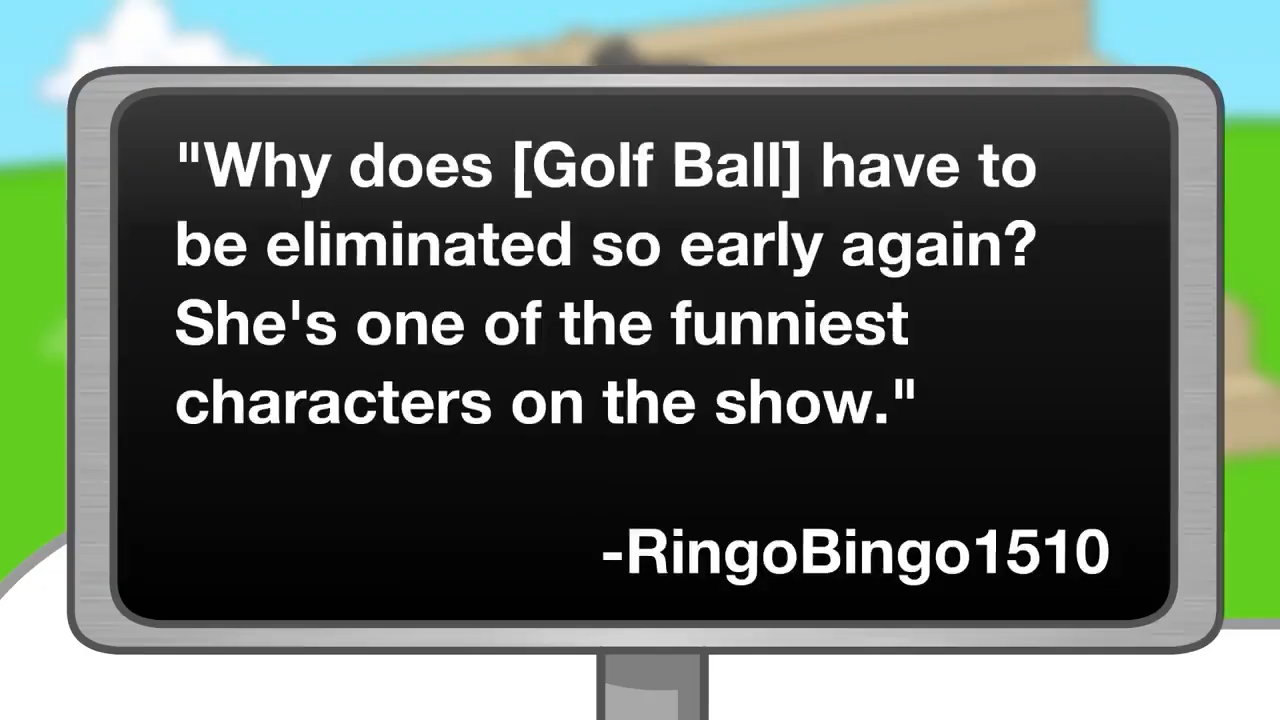 "Why does [Golf Ball] have to
be eliminated so early again?
She's one of the funniest
characters on the show."
-RingoBingo1510